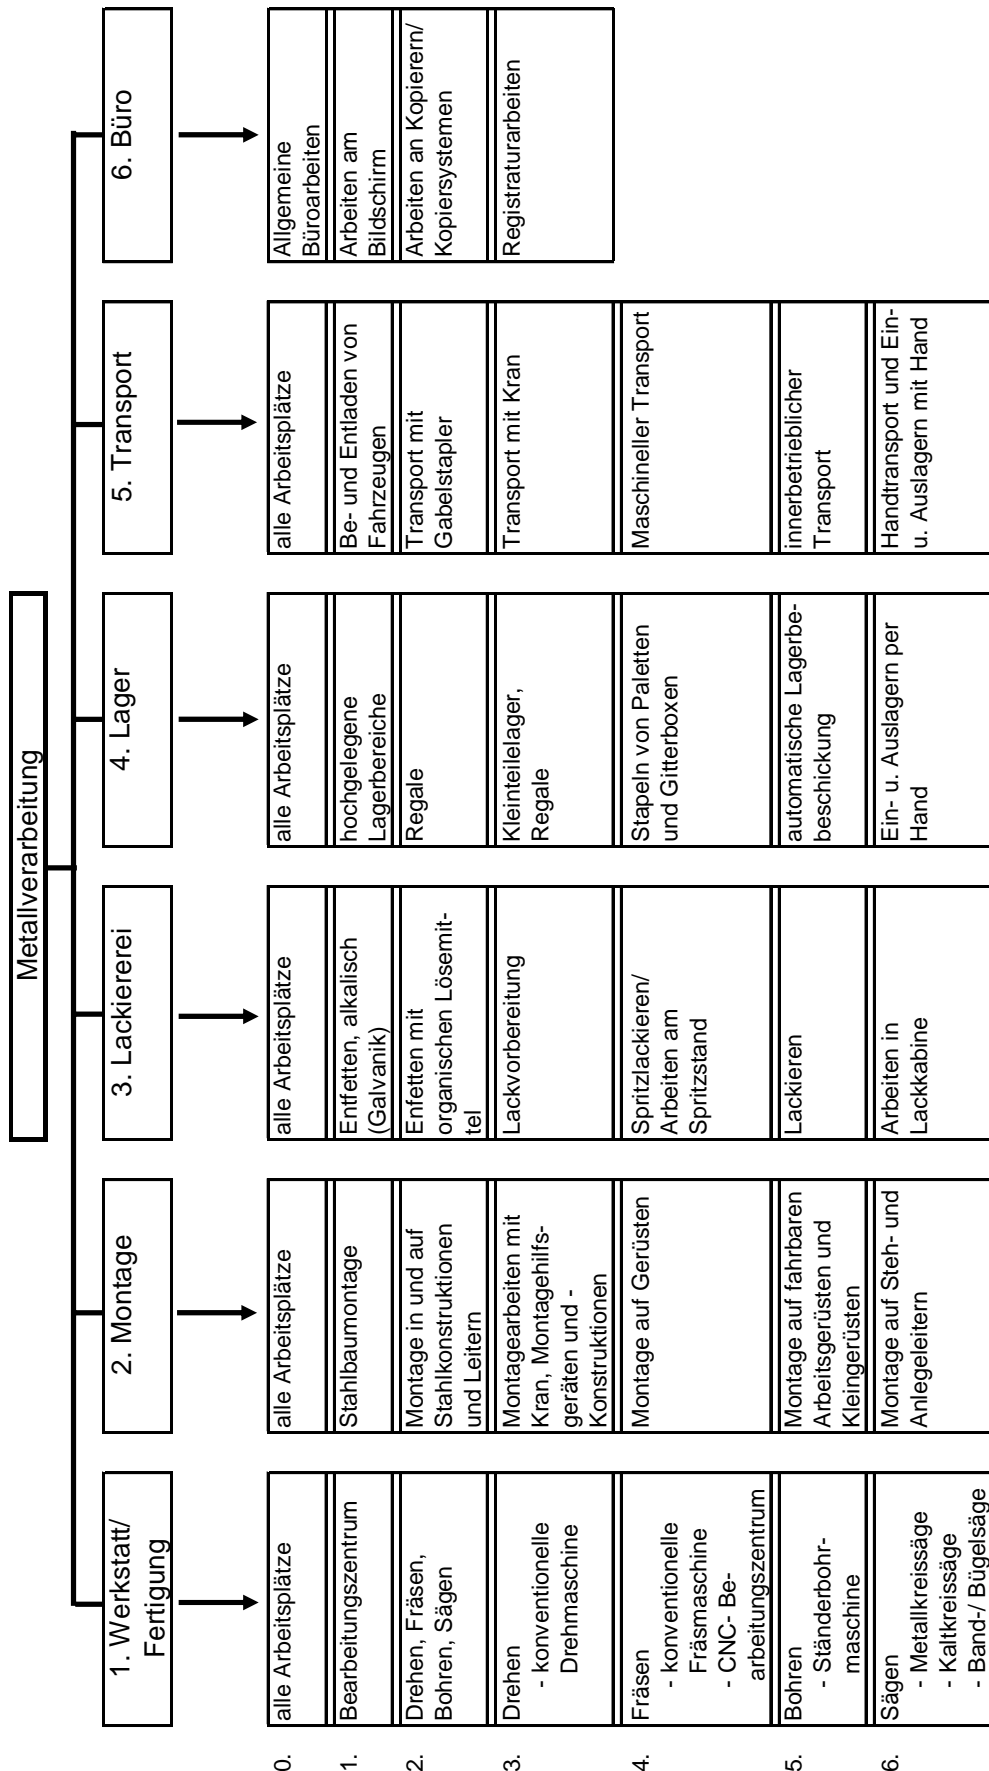 Metallverarbeitung
1. Werkstatt/
Fertigung
2. Montage
3. Lackiererei
4. Lager
5. Transport
6. Büro
0.
alle Arbeitsplätze
alle Arbeitsplätze
alle Arbeitsplätze
alle Arbeitsplätze
alle Arbeitsplätze
Allgemeine
Büroarbeiten
1.
Bearbeitungszentrum
Stahlbaumontage
Entfetten, alkalisch
(Galvanik)
hochgelegene
Lagerbereiche
Be- und Entladen von
Fahrzeugen
Arbeiten am
Bildschirm
2.
Drehen, Fräsen,
Bohren, Sägen
Montage in und auf
Stahlkonstruktionen
und Leitern
Enfetten mit
organischen Lösemit-
tel
Regale
Transport mit
Gabelstapler
Arbeiten an Kopierern/
Kopiersystemen
3.
Drehen
- konventionelle
Drehmaschine
Montagearbeiten mit
Kran, Montagehilfs-
geräten und -
Konstruktionen
Lackvorbereitung
Kleinteilelager,
Regale
Transport mit Kran
Registraturarbeiten
4.
Fräsen
- konventionelle
Fräsmaschine
- CNC- Be-
arbeitungszentrum
Montage auf Gerüsten
Spritzlackieren/
Arbeiten am
Spritzstand
Stapeln von Paletten
und Gitterboxen
Maschineller Transport
5.
Bohren
- Ständerbohr-
maschine
Montage auf fahrbaren
Arbeitsgerüsten und
Kleingerüsten
Lackieren
automatische Lagerbe-
beschickung
innerbetrieblicher
Transport
6.
Sägen
- Metallkreissäge
- Kaltkreissäge
- Band-/ Bügelsäge
Montage auf Steh- und
Anlegeleitern
Arbeiten in
Lackkabine
Ein- u. Auslagern per
Hand
Handtransport und Ein-
u. Auslagern mit Hand